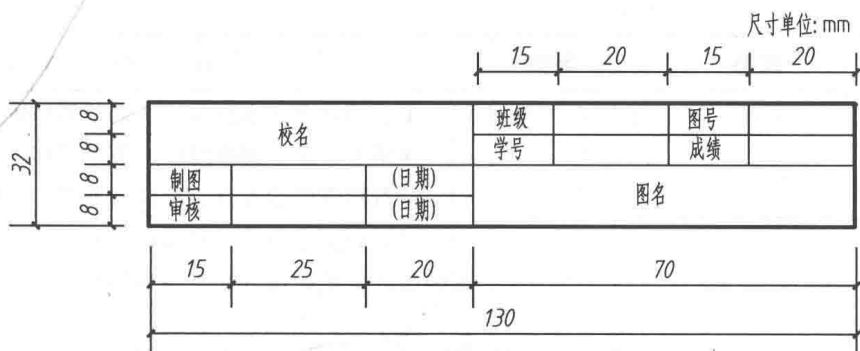 尺寸单位: mm
15 20 15 20
校名 班级 图号
学号 成绩
制图 (日期) 图名
审核 (日期)
32
8
8
8
8
15 25 20 70
130